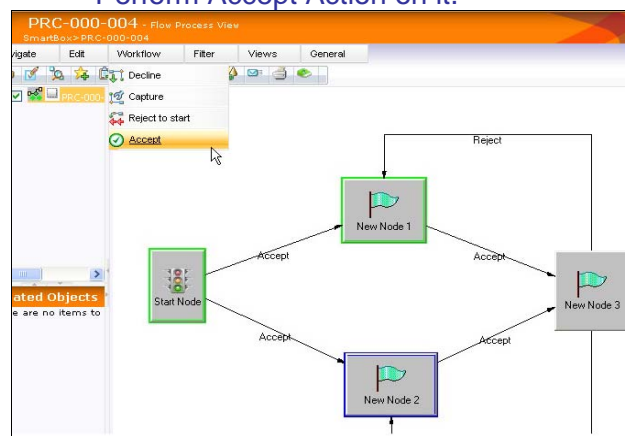 Perform Accept Action on it.
PRC-000-004 - Flow Process View
SmartBox>PRC-000-004
vigate Edit Workflow Filter Views General
Decline
PRC-000-
Capture
Reject to start
Accept
Reject
New Node 1
Accept
Accept
Start Node
New Node 3
ated Objects
e are no items to
Accept
Accept
New Node 2